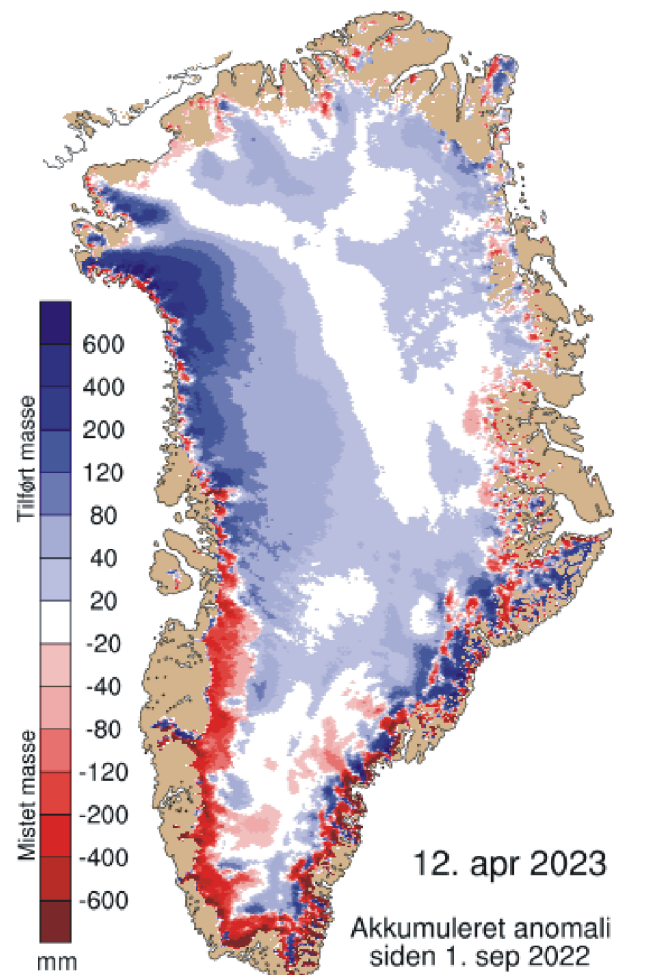 600
400
200
120
80
40
20
-20
-40
-80
-120
-200
-400
-600
mm
Tilført masse
Mistet masse
12. apr 2023
Akkumuleret anomali
siden 1. sep 2022